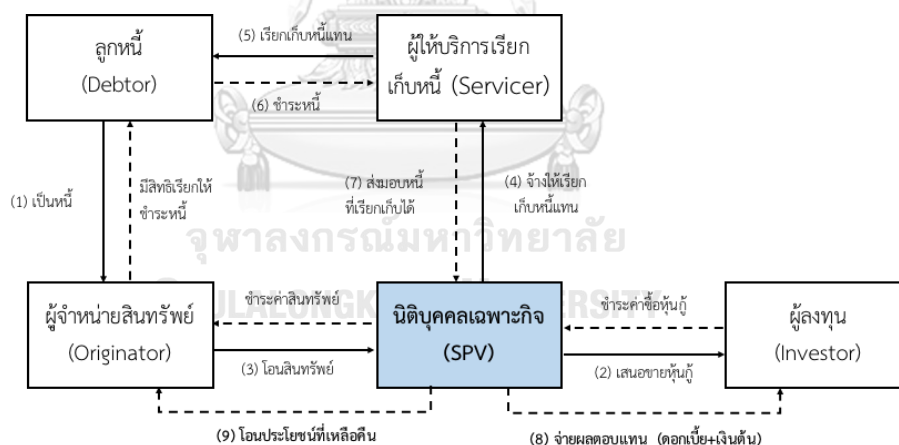 ลูกหนี้
(Debtor)
(5) เรียกเก็บหนี้แทน
(6) ชำระหนี้
ผู้ให้บริการเรียก
เก็บหนี้ (Servicer)
(1) เป็นหนี้
มีสิทธิเรียกให้
ชำระหนี้
(7) ส่งมอบหนี้
ที่เรียกเก็บได้
(4) จ้างให้เรียก
เก็บหนี้แทน
จุฬาลงกรณ์มหาวิทยาลัย
ผู้จำหน่ายสินทรัพย์
(Originator)
ชำระค่าสินทรัพย์
(3) โอนสินทรัพย์
นิติบุคคลเฉพาะกิจ
(SPV)
ชำระค่าซื้อหุ้นกู้
(2) เสนอขายหุ้นกู้
ผู้ลงทุน
(Investor)
(9) โอนประโยชน์ที่เหลือคืน
(8) จ่ายผลตอบแทน (ดอกเบี้ย+เงินต้น)